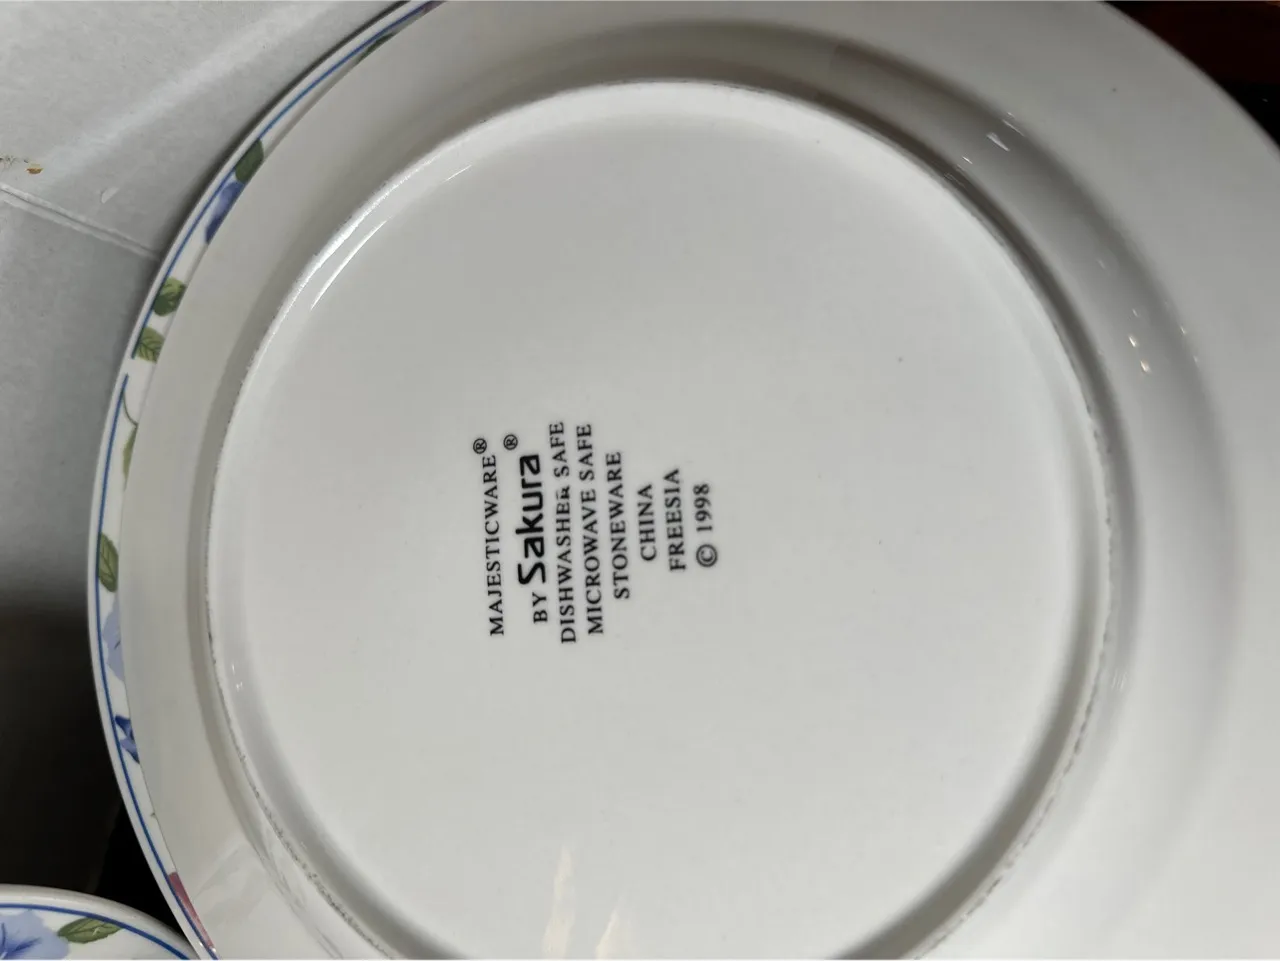 MAJESTICWARE®
BY Sakura®
DISHWASHER SAFE
MICROWAVE SAFE
STONEWARE
CHINA
FREESIA
© 1998